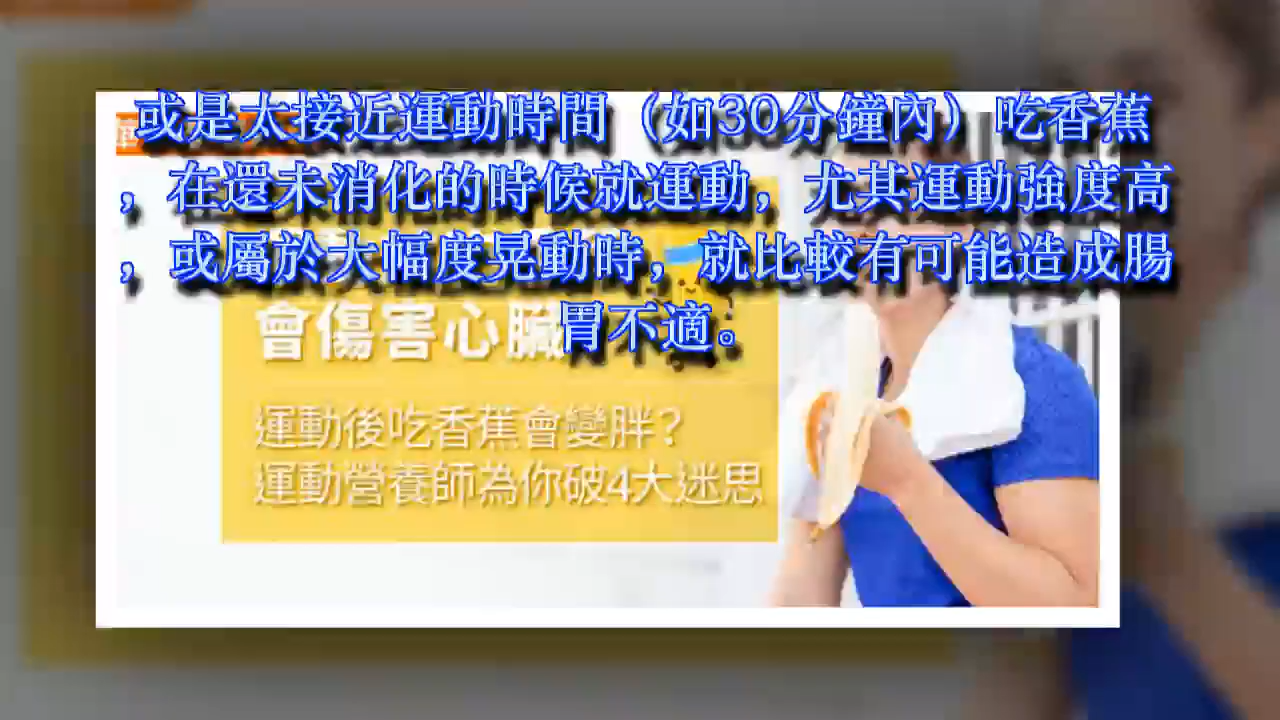 或是太接近運動時間（如30分鐘內）吃香蕉
，在還未消化的時候就運動，尤其運動強度高
，或屬於大幅度晃動時，就比較有可能造成腸
胃不適。
會傷害心臟
運動後吃香蕉會變胖？
運動營養師為你破4大迷思